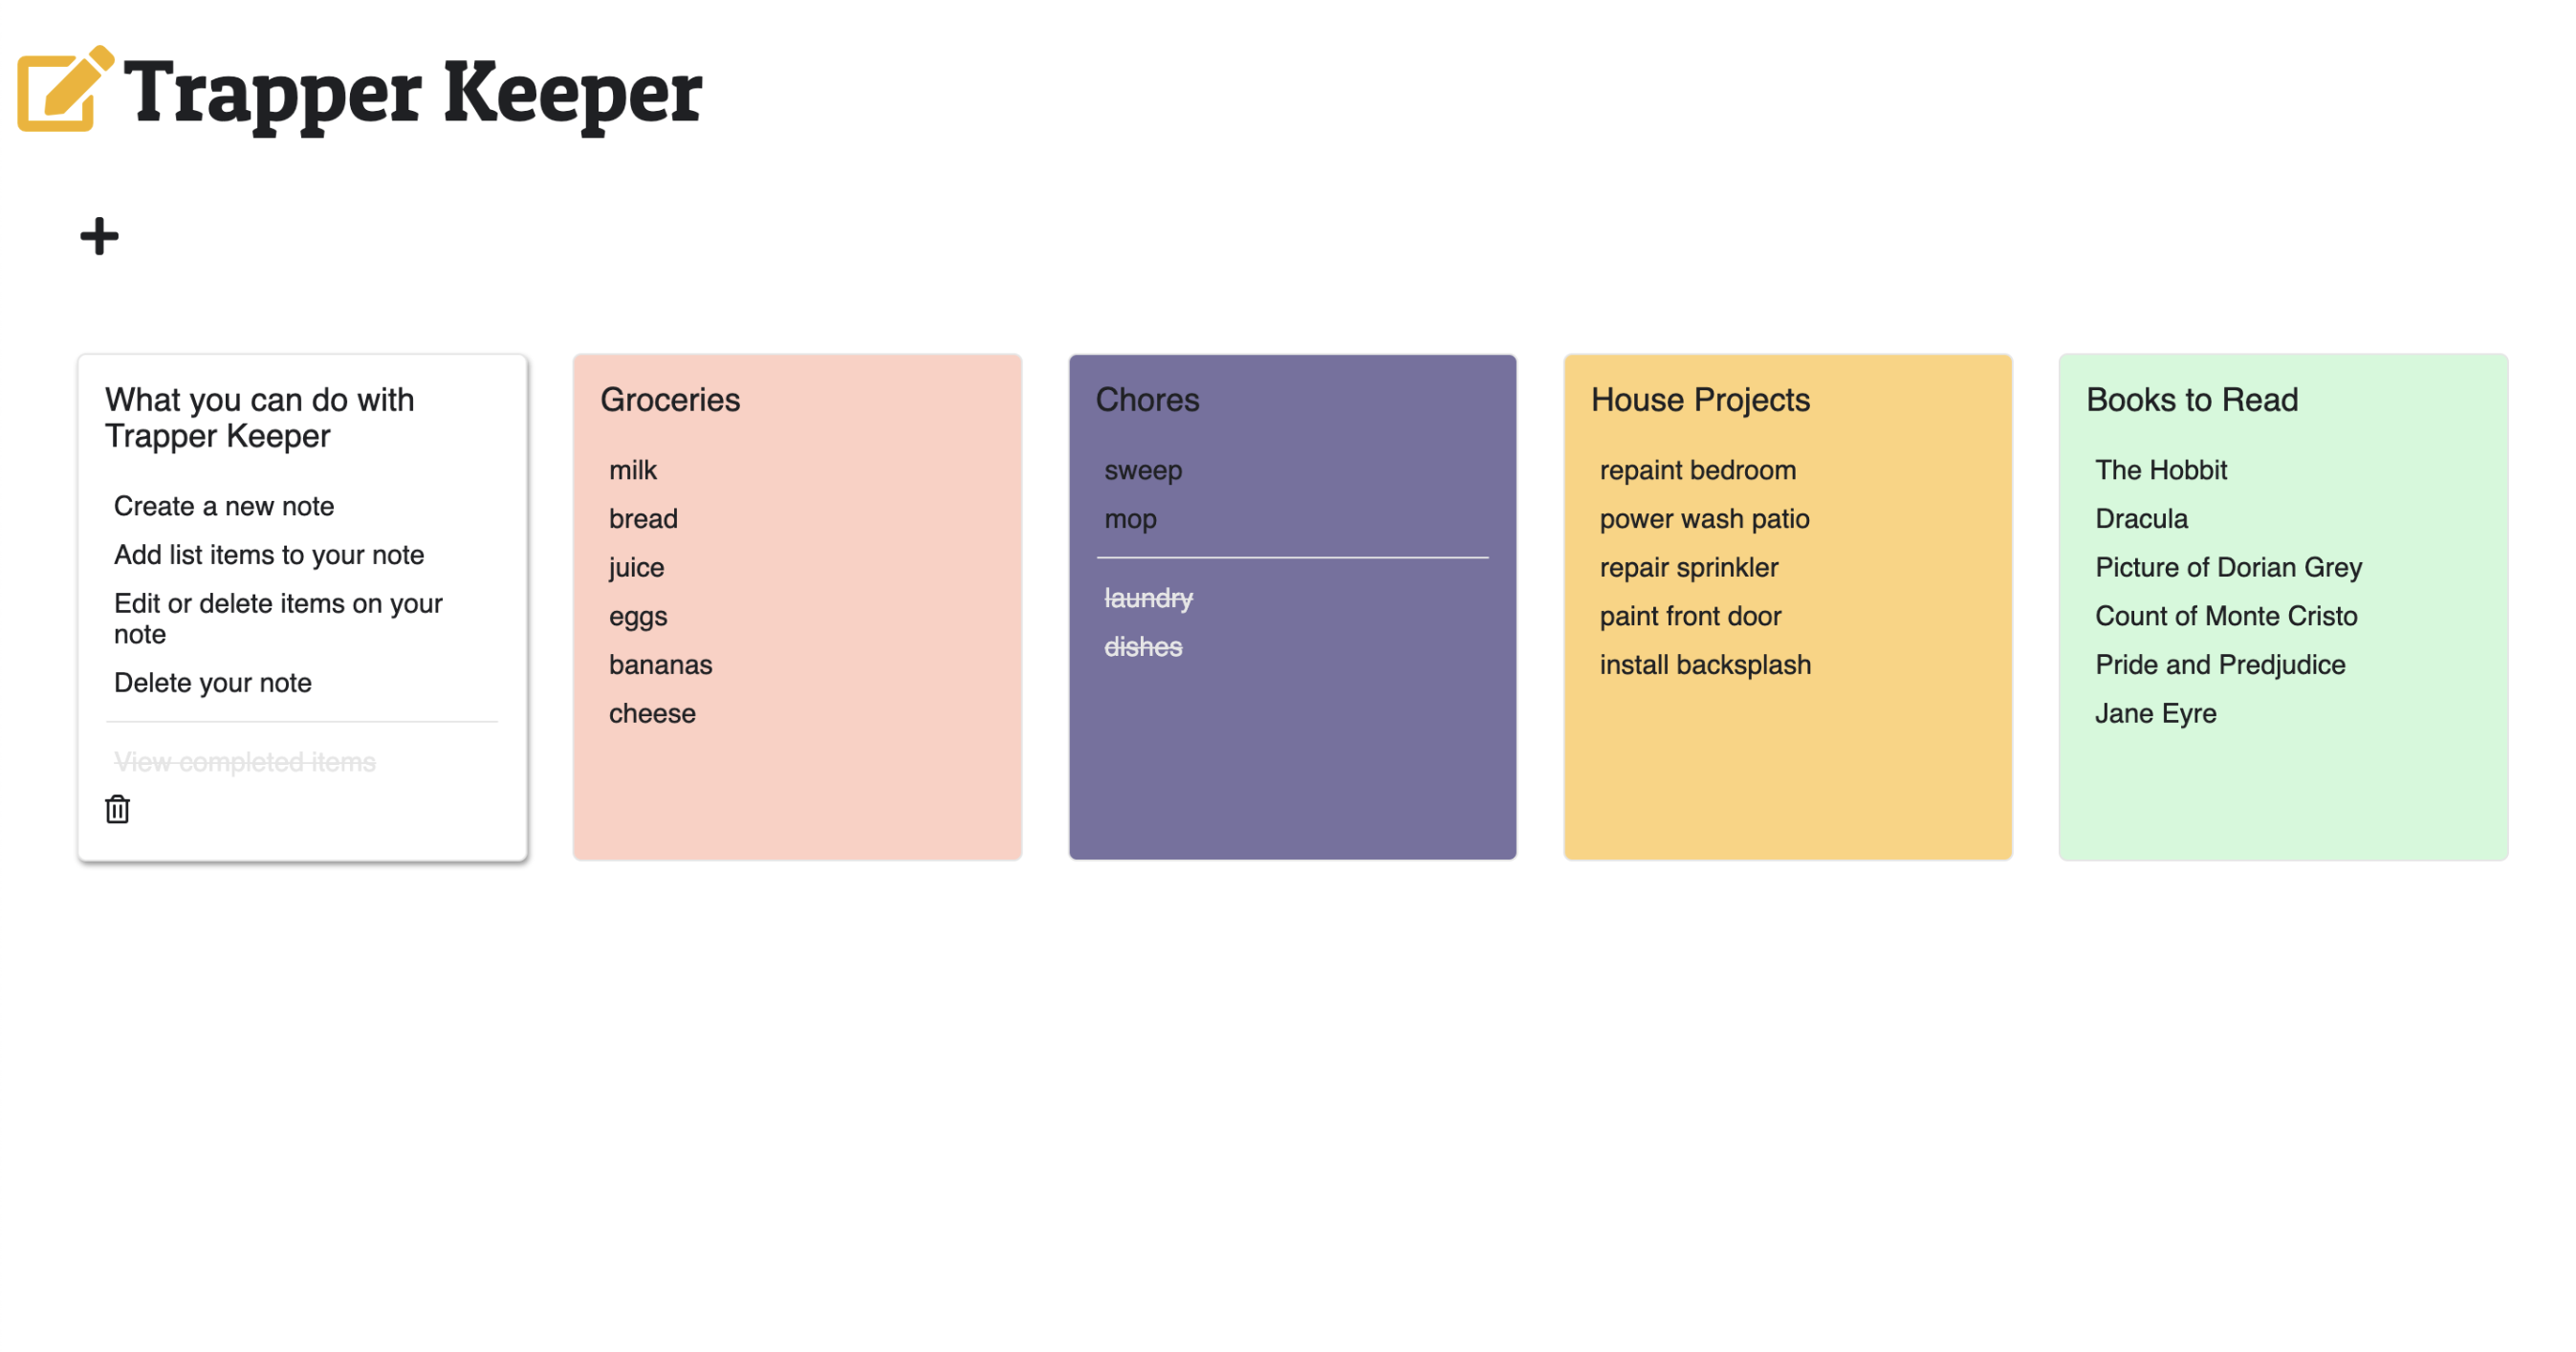 Trapper Keeper
What you can do with
Trapper Keeper
Create a new note
Add list items to your note
Edit or delete items on your
note
Delete your note
View completed items
Groceries
milk
bread
juice
eggs
bananas
cheese
Chores
sweep
mop
laundry
dishes
House Projects
repaint bedroom
power wash patio
repair sprinkler
paint front door
install backsplash
Books to Read
The Hobbit
Dracula
Picture of Dorian Grey
Count of Monte Cristo
Pride and Predjudice
Jane Eyre